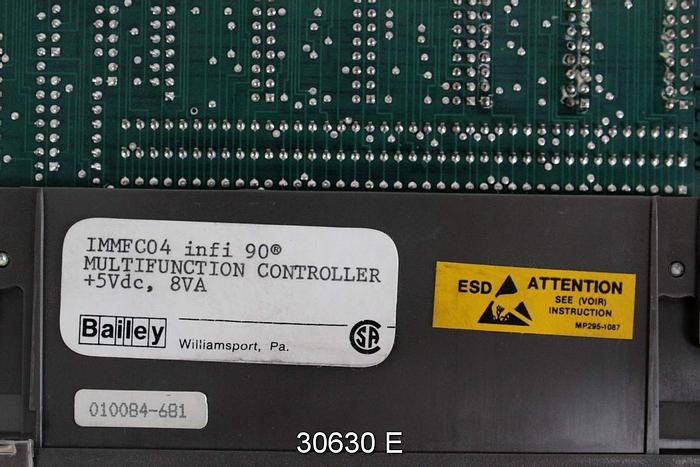 IMMFC04 infi 90®
MULTIFUNCTION CONTROLLER
+5Vdc, 8VA
Bailey
Williamsport, Pa.
SA
ESD ATTENTION
SEE (VOIR)
INSTRUCTION
MP295-1087
010084-681
30630 E